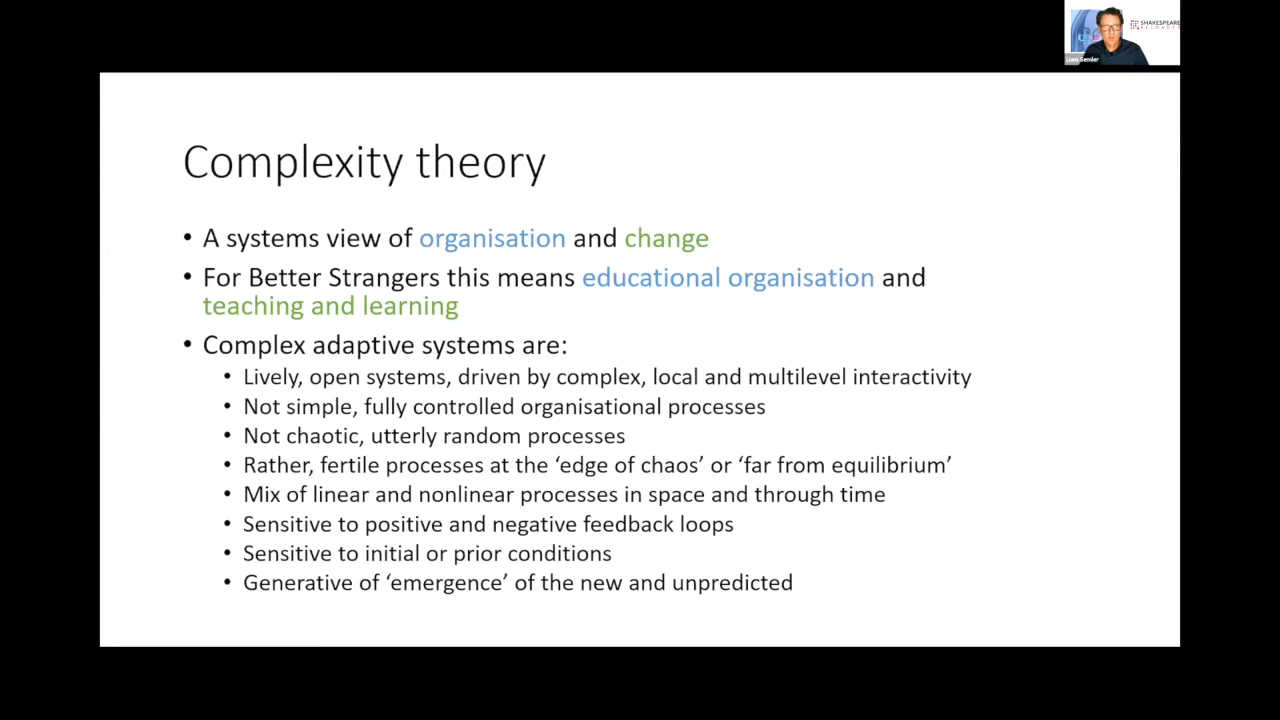 SHAKESPEARE
RELOADED
Liam Semler
Complexity theory
• A systems view of organisation and change
• For Better Strangers this means educational organisation and
teaching and learning
• Complex adaptive systems are:
• Lively, open systems, driven by complex, local and multilevel interactivity
• Not simple, fully controlled organisational processes
• Not chaotic, utterly random processes
• Rather, fertile processes at the ‘edge of chaos’ or ‘far from equilibrium’
• Mix of linear and nonlinear processes in space and through time
• Sensitive to positive and negative feedback loops
• Sensitive to initial or prior conditions
• Generative of ‘emergence’ of the new and unpredicted